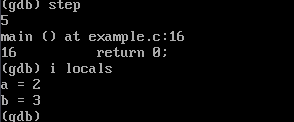 (gdb) step
5
main () at example.c:16
16          return 0;
(gdb) i locals
a = 2
b = 3
(gdb)